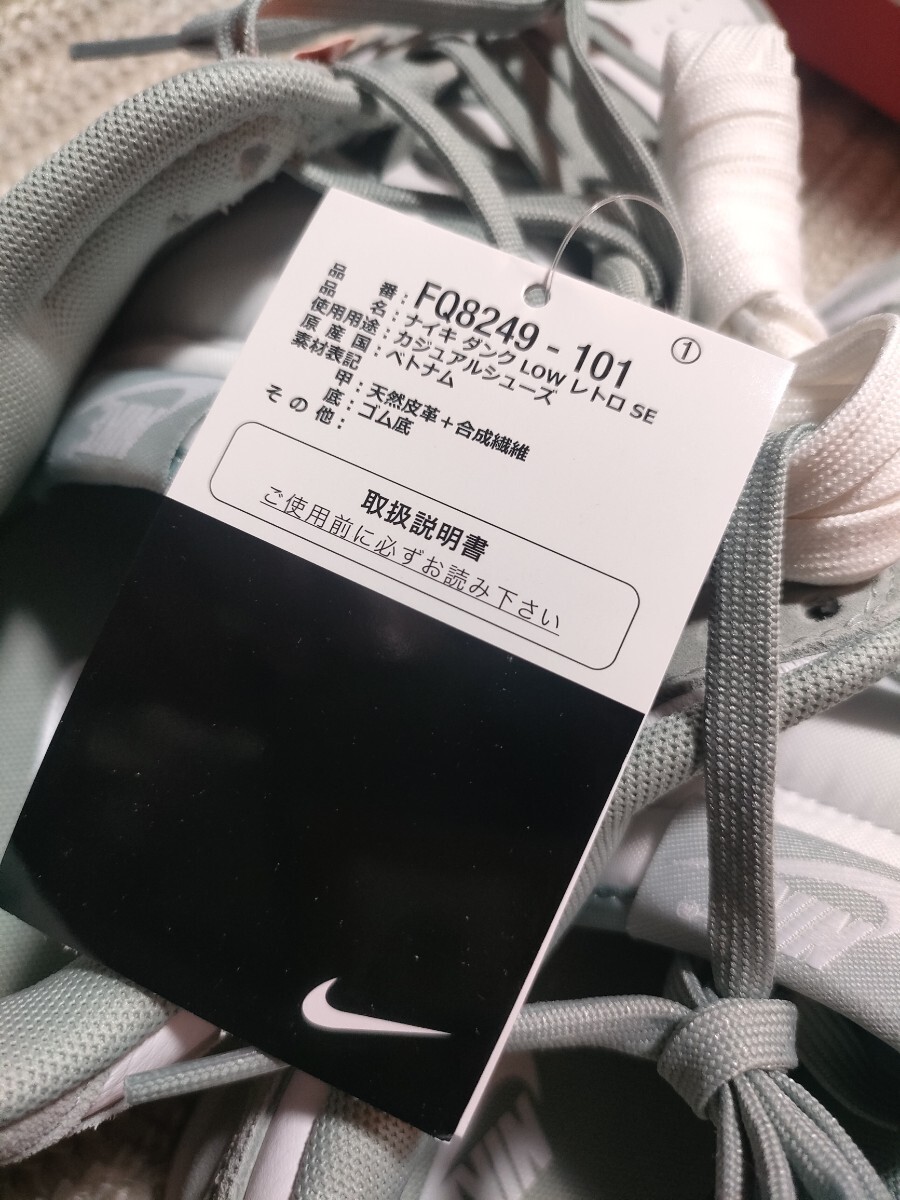 品番：FQ8249 - 101
品名：ナイキ ダンク LOW レトロ SE
使用用途：カジュアルシューズ
原産国：ベトナム
素材表記
甲：天然皮革＋合成繊維
底：ゴム底
その他：
①
取扱説明書
ご使用前に必ずお読み下さい